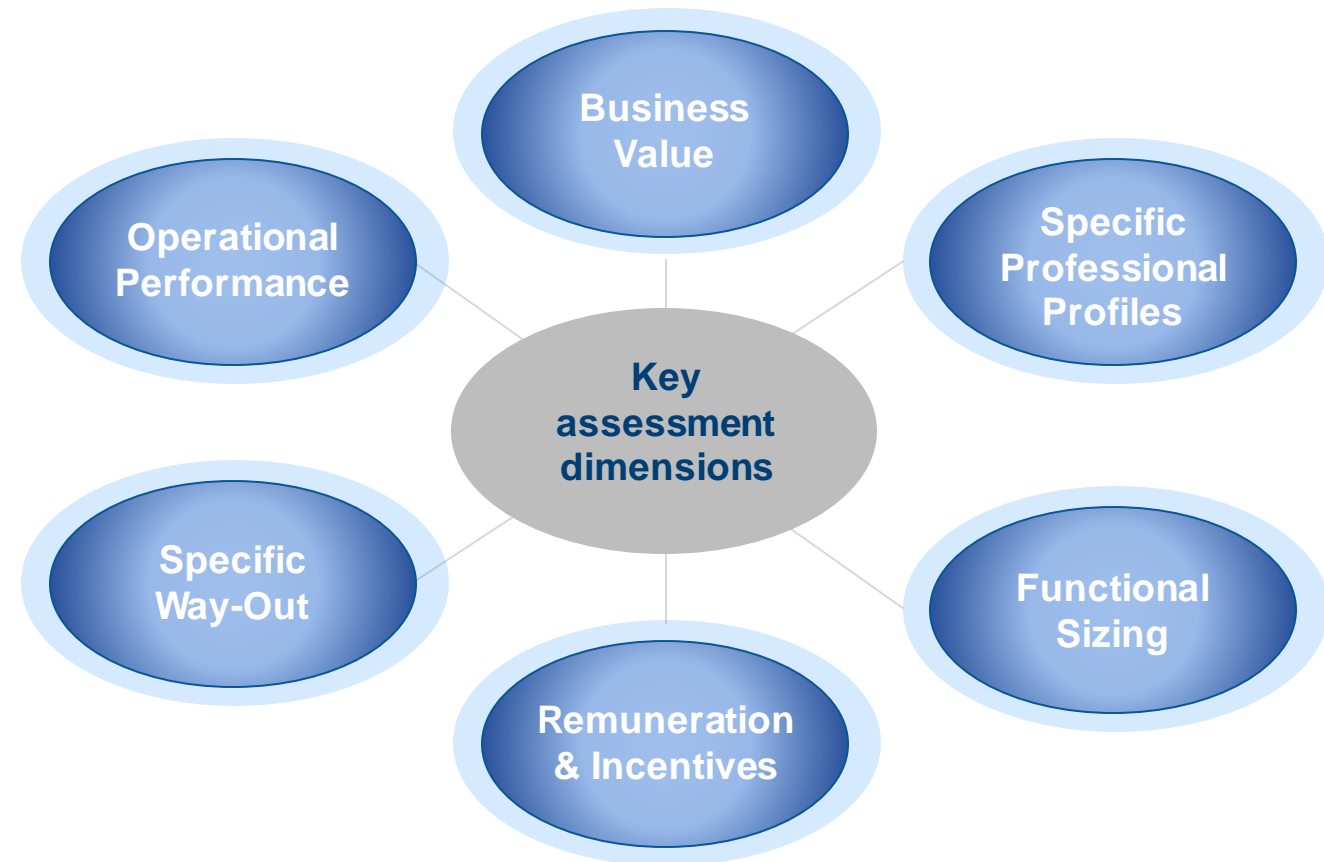 Business
Value
Operational
Performance
Specific
Professional
Profiles
Key
assessment
dimensions
Specific
Way-Out
Functional
Sizing
Remuneration
& Incentives